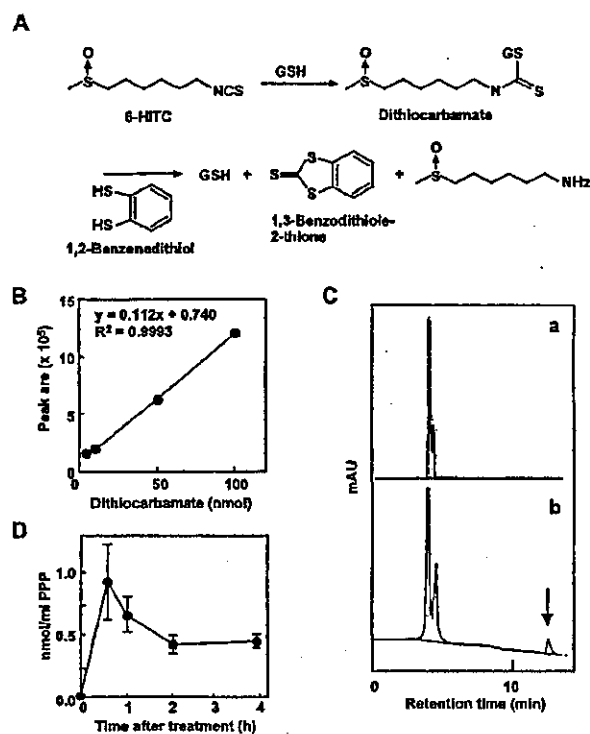 A
O
S
NCS
6-HITC
GSH
O
S
N
GS
S
Dithiocarbamate
HS
HS
1,2-Benzenedithiol
GSH
+
S
S
S
1,3-Benzodithiole-
2-thione
+
O
S
NHz
B
y = 0.112x + 0.740
R² = 0.9993
Peak are (x 10⁵)
15
10
5
0
0
50
100
Dithiocarbamate (nmol)
C
a
b
mAU
0
10
Retention time (min)
D
nmol/ml PPP
1.0
0.5
0.0
0
1
2
3
4
Time after treatment (h)